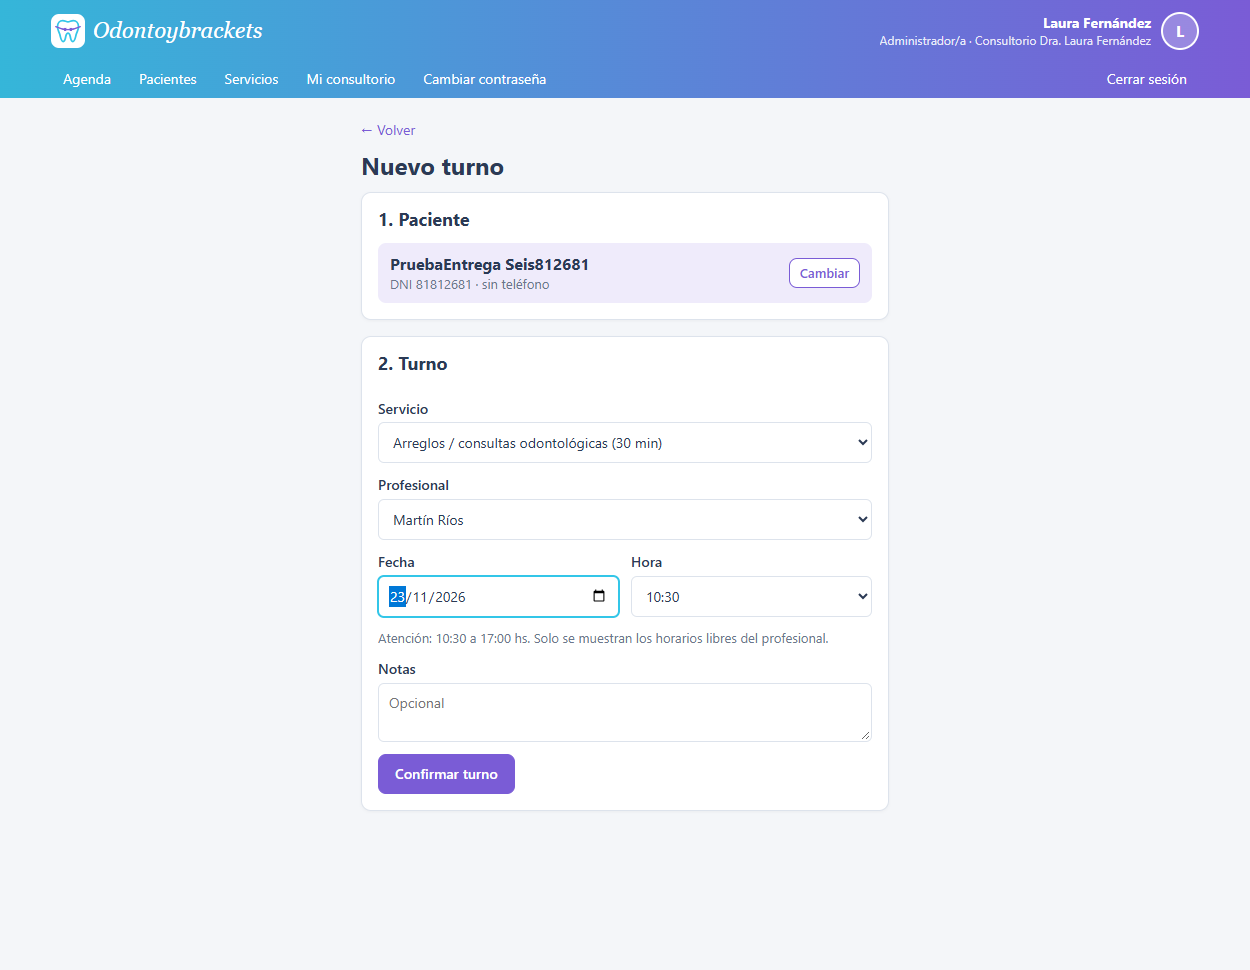 Odontoybrackets
Laura Fernández
Administrador/a · Consultorio Dra. Laura Fernández
L
Agenda
Pacientes
Servicios
Mi consultorio
Cambiar contraseña
Cerrar sesión
← Volver
Nuevo turno
1. Paciente
PruebaEntrega Seis812681
DNI 81812681 · sin teléfono
Cambiar
2. Turno
Servicio
Arreglos / consultas odontológicas (30 min)
Profesional
Martín Ríos
Fecha
Hora
23/11/2026
10:30
Atención: 10:30 a 17:00 hs. Solo se muestran los horarios libres del profesional.
Notas
Opcional
Confirmar turno